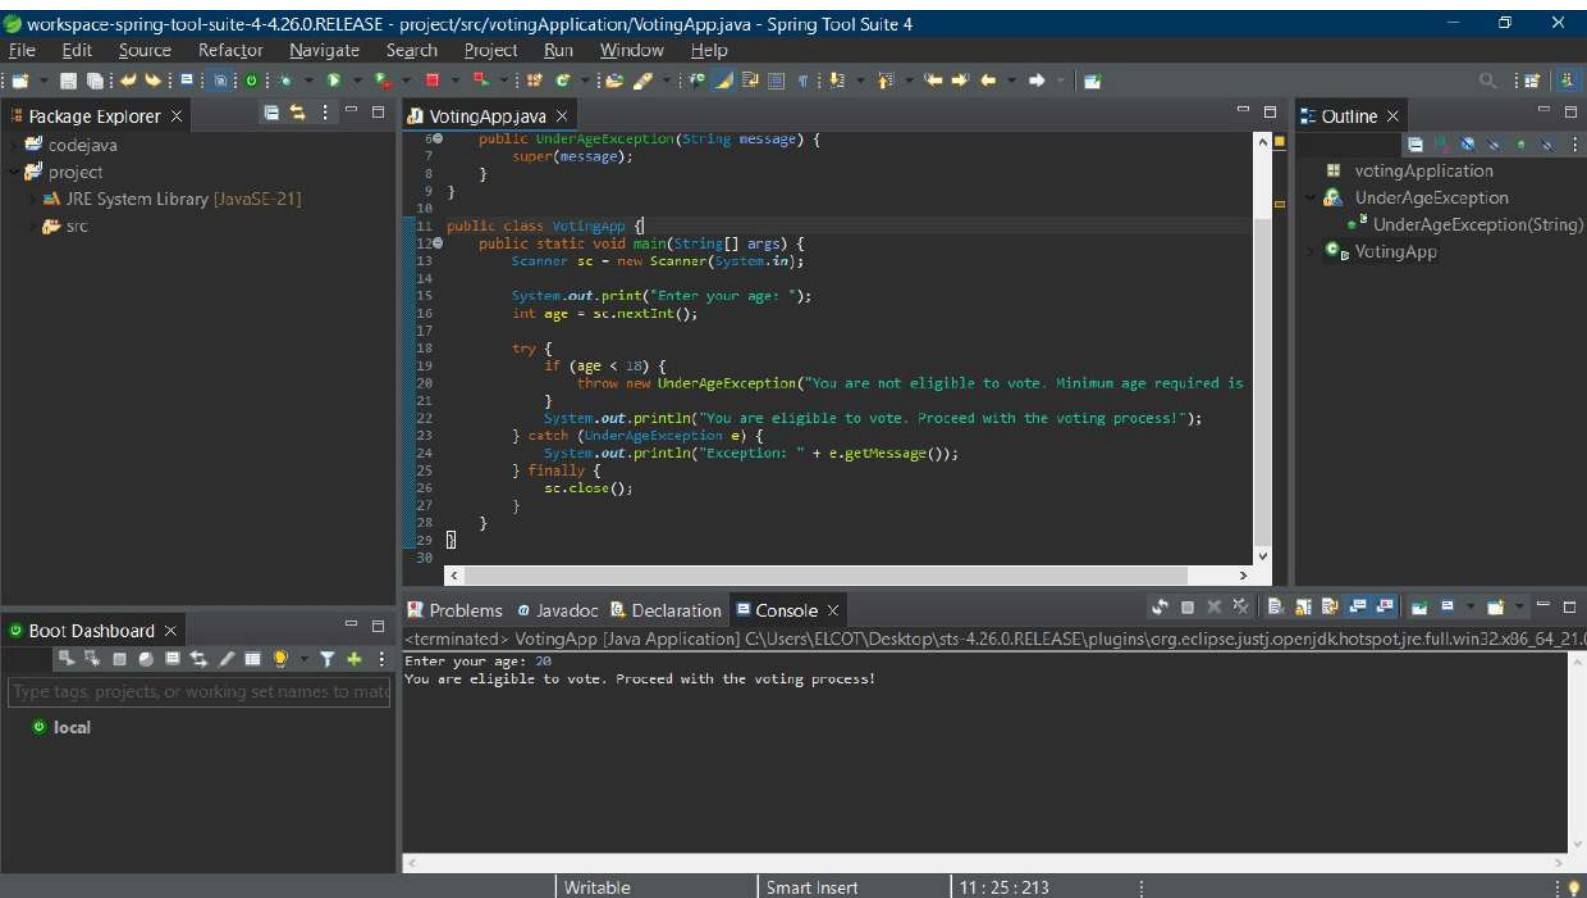 workspace-spring-tool-suite-4-4.26.0.RELEASE - project/src/votingApplication/VotingApp.java - Spring Tool Suite 4
File Edit Source Refactor Navigate Search Project Run Window Help
Package Explorer
codejava
project
JRE System Library [JavaSE-21]
src
VotingApp.java
6 public UnderAgeException(String message) {
7 super(message);
8 }
9 }
10
11 public class VotingApp {
12 public static void main(String[] args) {
13 Scanner sc = new Scanner(System.in);
14
15 System.out.print("Enter your age: ");
16 int age = sc.nextInt();
17
18 try {
19 if (age < 18) {
20 throw new UnderAgeException("You are not eligible to vote. Minimum age required is
21 }
22 System.out.println("You are eligible to vote. Proceed with the voting process!");
23 } catch (UnderAgeException e) {
24 System.out.println("Exception: " + e.getMessage());
25 } finally {
26 sc.close();
27 }
28 }
29 }
30
Outline
votingApplication
UnderAgeException
UnderAgeException(String)
VotingApp
Boot Dashboard
Type tags, projects, or working set names to matc
local
Problems Javadoc Declaration Console
<terminated> VotingApp [Java Application] C:\Users\ELCOT\Desktop\sts-4.26.0.RELEASE\plugins\org.eclipse.justj.openjdk.hotspot.jre.full.win32.x86_64_21.0
Enter your age: 20
You are eligible to vote. Proceed with the voting process!
Writable Smart Insert 11 : 25 : 213